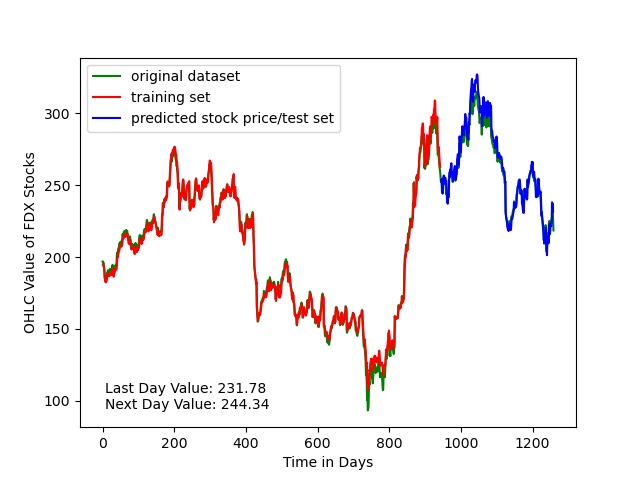 original dataset
training set
predicted stock price/test set
OHLC Value of FDX Stocks
300
250
200
150
100
Last Day Value: 231.78
Next Day Value: 244.34
0 200 400 600 800 1000 1200
Time in Days